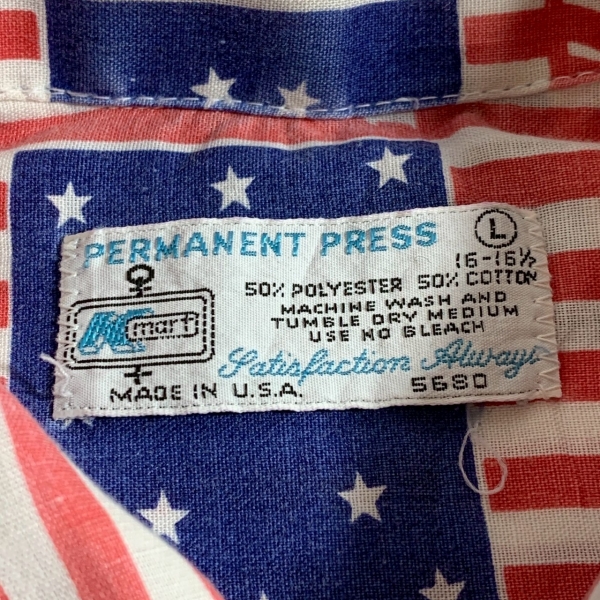 PERMANENT PRESS L
16-16½
50% POLYESTER 50% COTTON
MACHINE WASH AND
TUMBLE DRY MEDIUM
USE NO BLEACH
Kmart
Satisfaction Always
MADE IN U.S.A. 5680